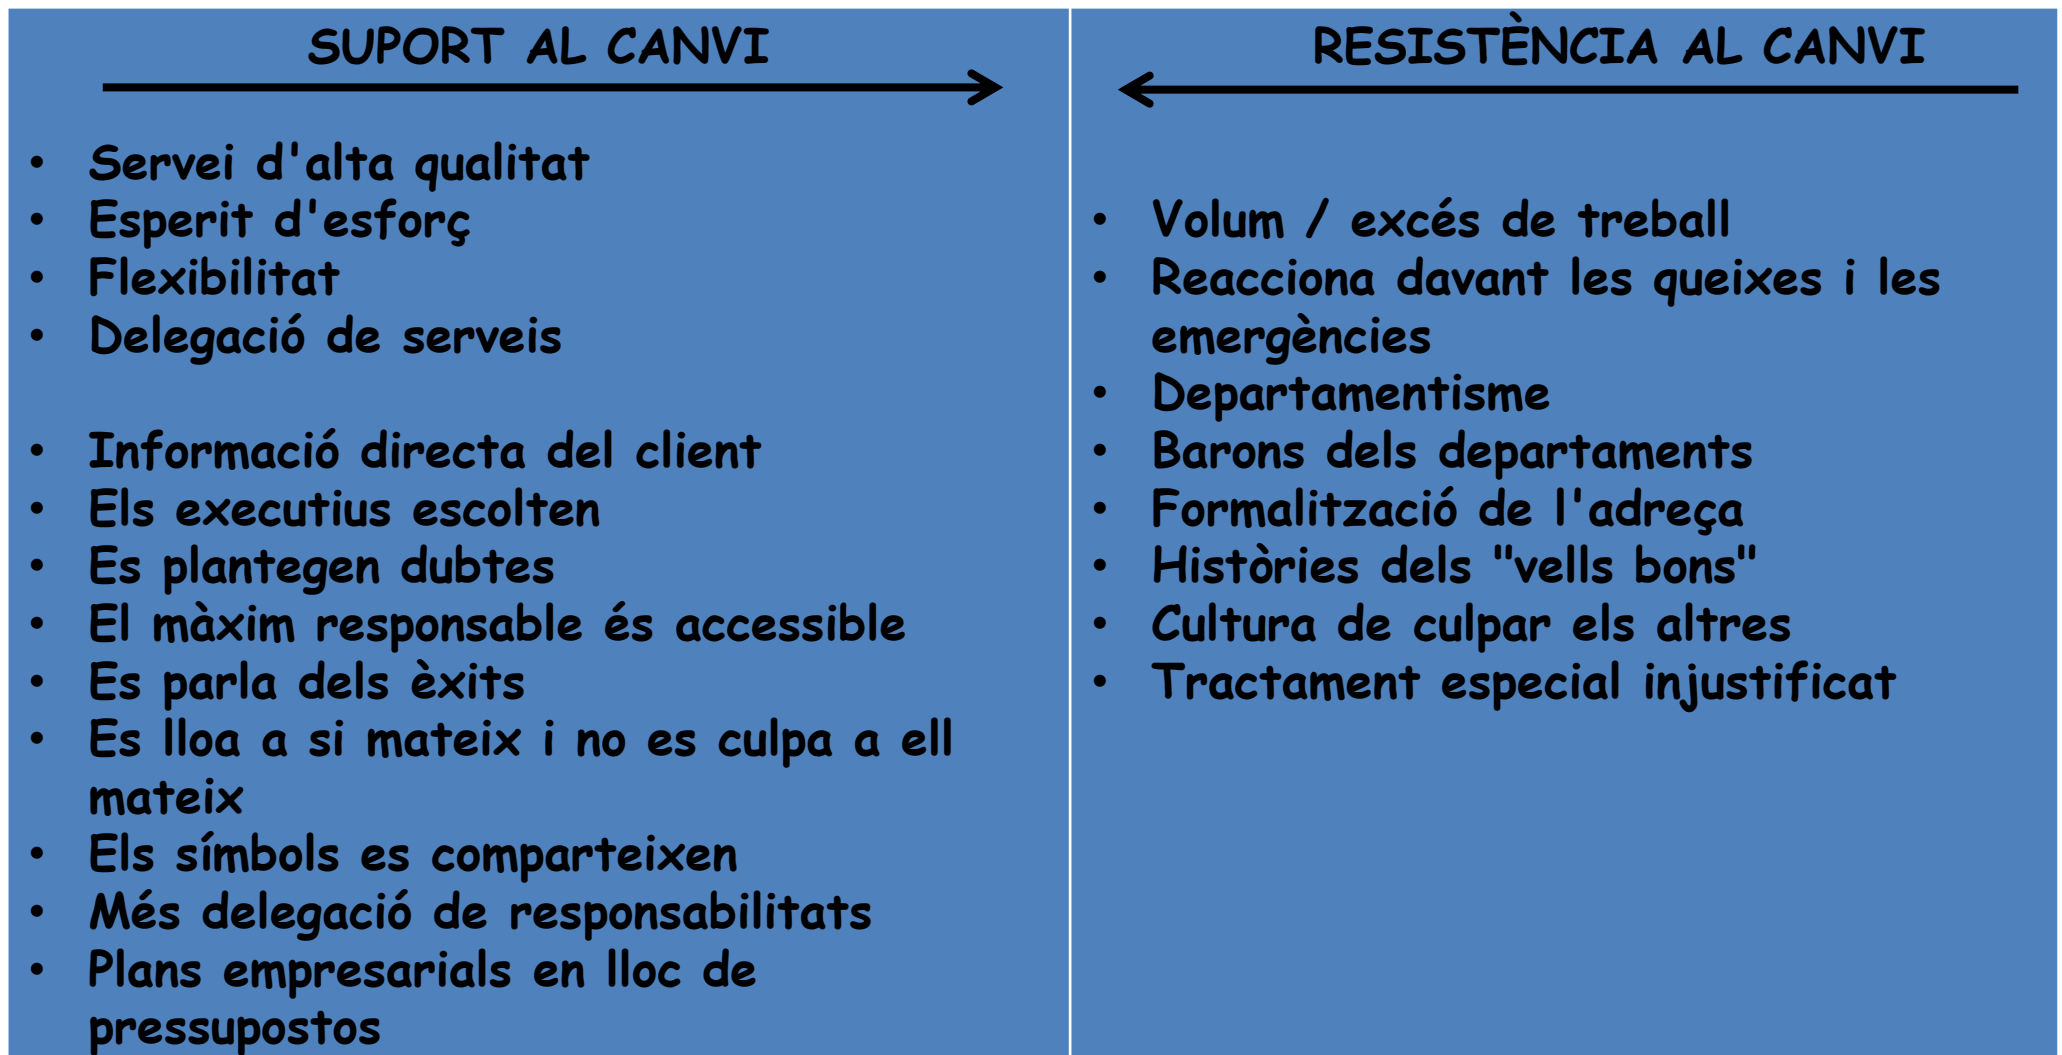 SUPORT AL CANVI
• Servei d'alta qualitat
• Esperit d'esforç
• Flexibilitat
• Delegació de serveis
• Informació directa del client
• Els executius escolten
• Es plantegen dubtes
• El màxim responsable és accessible
• Es parla dels èxits
• Es lloa a si mateix i no es culpa a ell
mateix
• Els símbols es comparteixen
• Més delegació de responsabilitats
• Plans empresarials en lloc de
pressupostos
RESISTÈNCIA AL CANVI
• Volum / excés de treball
• Reacciona davant les queixes i les
emergències
• Departamentisme
• Barons dels departaments
• Formalització de l'adreça
• Històries dels "vells bons"
• Cultura de culpar els altres
• Tractament especial injustificat